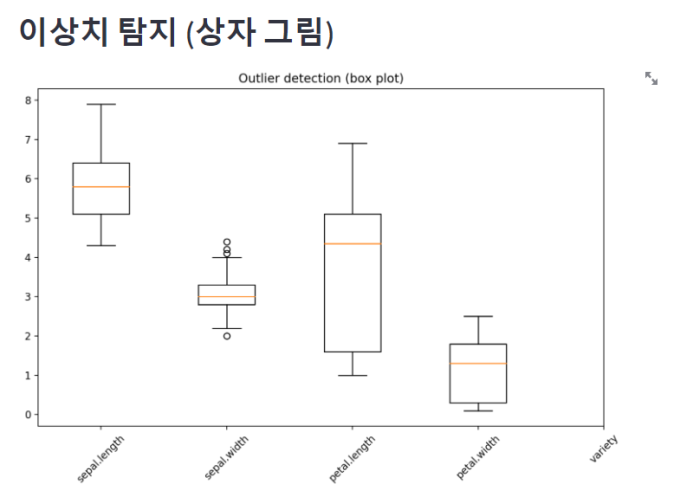 이상치 탐지 (상자 그림)
Outlier detection (box plot)
8
7
6
5
4
3
2
1
0
sepal.length
sepal.width
petal.length
petal.width
variety